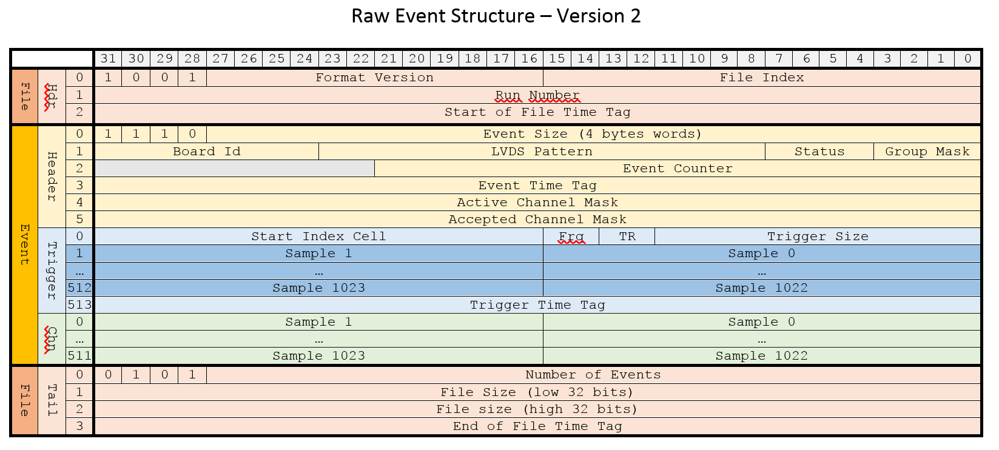 Raw Event Structure – Version 2
31 30 29 28 27 26 25 24 23 22 21 20 19 18 17 16 15 14 13 12 11 10 9 8 7 6 5 4 3 2 1 0
File
Hdr
0 1 0 0 1 Format Version File Index
1 Run Number
2 Start of File Time Tag
Event
Header
0 1 1 1 0 Event Size (4 bytes words)
1 Board Id LVDS Pattern Status Group Mask
2 Event Counter
3 Event Time Tag
4 Active Channel Mask
5 Accepted Channel Mask
Trigger
0 Start Index Cell Frq TR Trigger Size
1 Sample 1 Sample 0
… … …
512 Sample 1023 Sample 1022
513 Trigger Time Tag
Chn
0 Sample 1 Sample 0
… … …
511 Sample 1023 Sample 1022
File
Tail
0 0 1 0 1 Number of Events
1 File Size (low 32 bits)
2 File size (high 32 bits)
3 End of File Time Tag